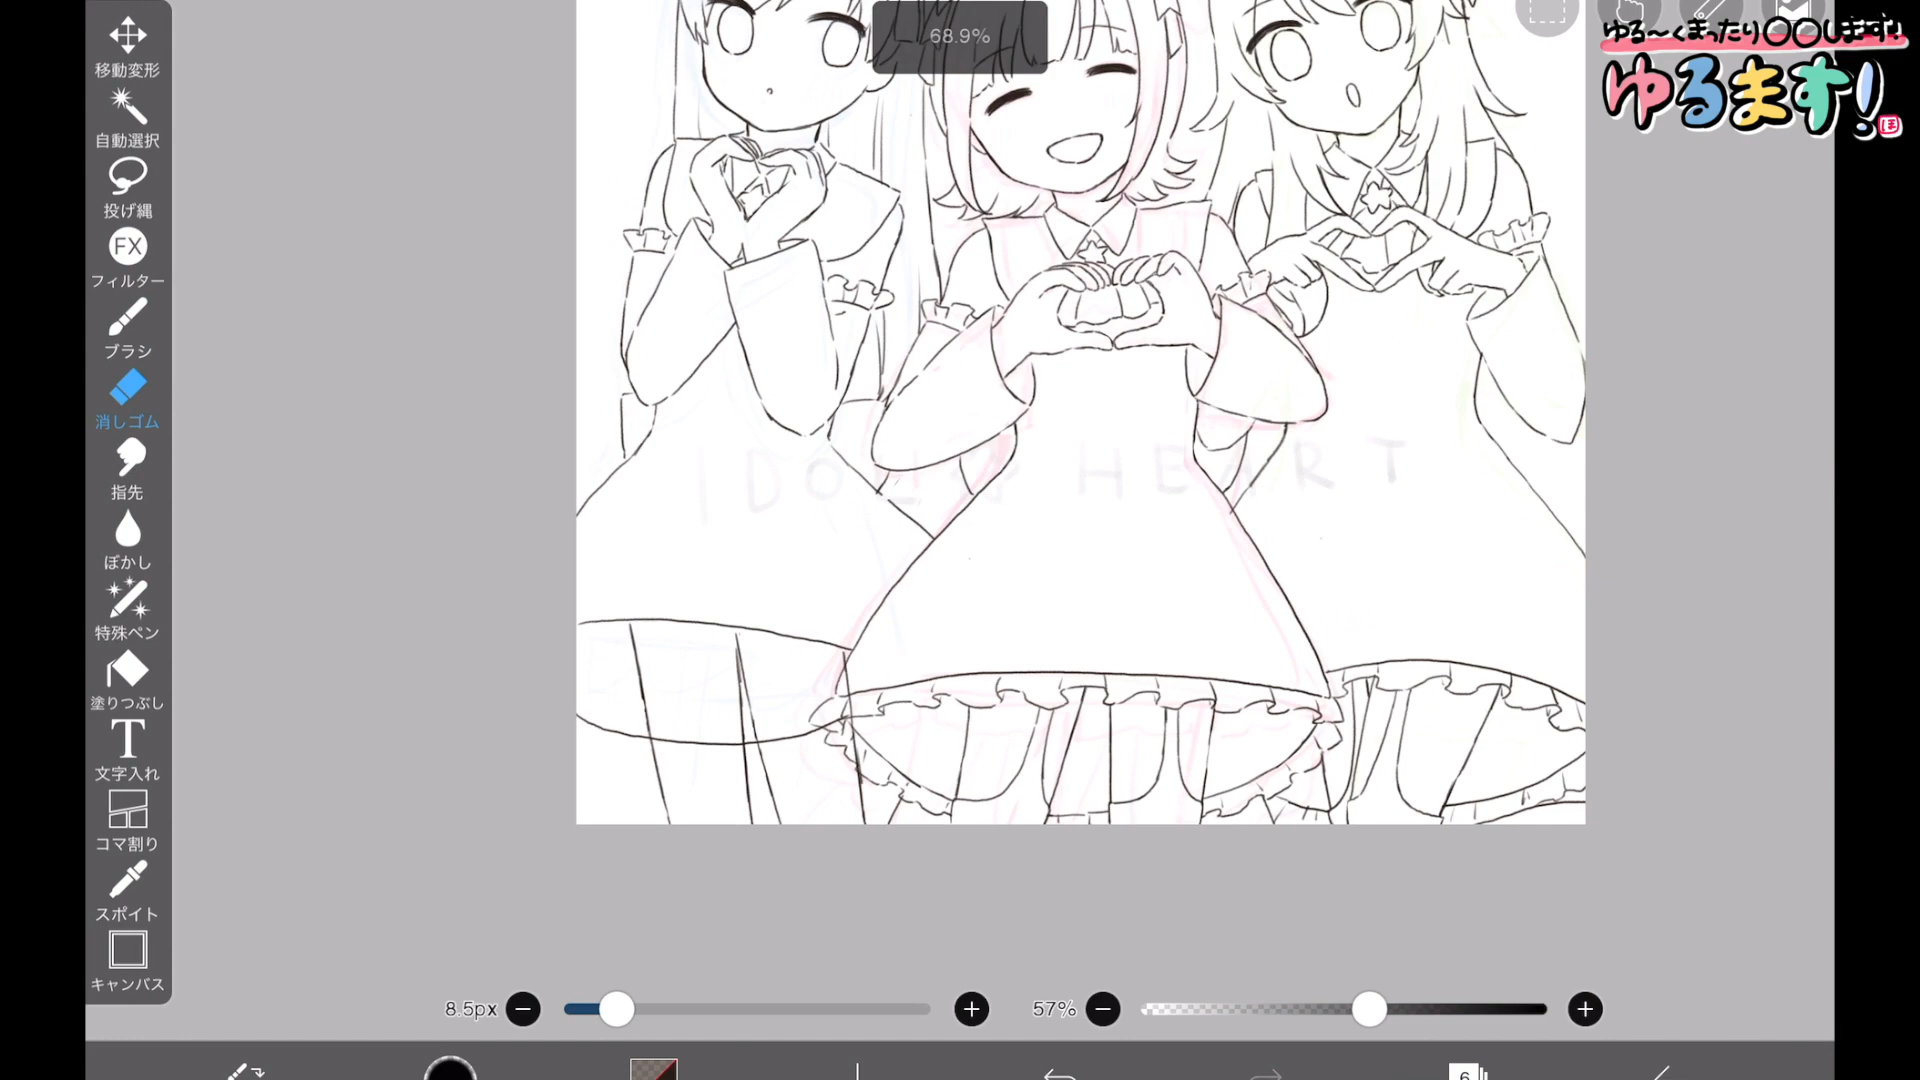 68.9%
ゆる～くまったり〇〇します!
ゆるます!
ほ
移動変形
自動選択
投げ縄
FX
フィルター
ブラシ
消しゴム
指先
ぼかし
特殊ペン
塗りつぶし
T
文字入れ
コマ割り
スポイト
キャンバス
IDOL☆HEART
8.5px
57%
6